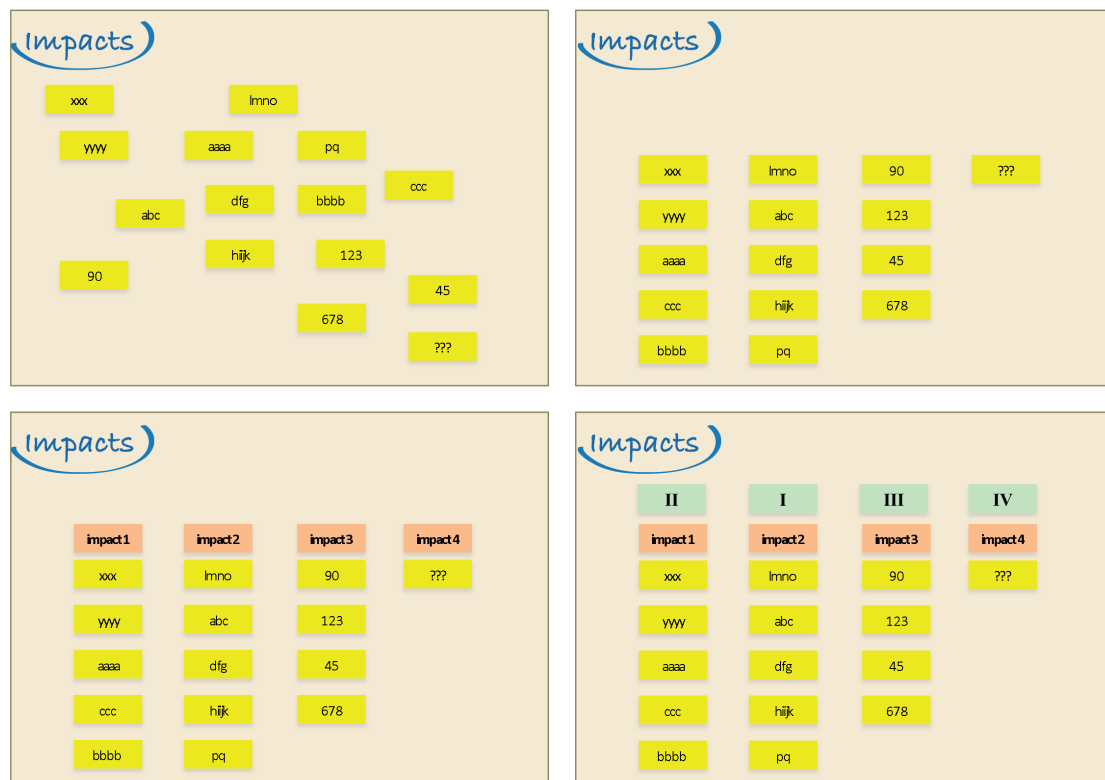 Impacts
xxx lmno
yyyy aaaa pq
ccc
dfg bbbb
abc
hiijk 123
90
45
678
???
Impacts
xxx lmno 90 ???
yyyy abc 123
aaaa dfg 45
ccc hiijk 678
bbbb pq
Impacts
impact1 impact2 impact3 impact4
xxx lmno 90 ???
yyyy abc 123
aaaa dfg 45
ccc hiijk 678
bbbb pq
Impacts
II I III IV
impact1 impact2 impact3 impact4
xxx lmno 90 ???
yyyy abc 123
aaaa dfg 45
ccc hiijk 678
bbbb pq